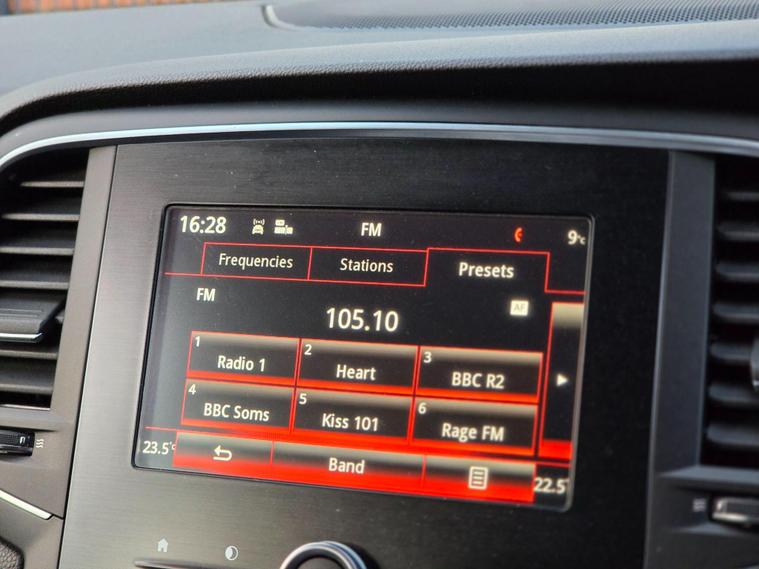 16:28 FM 9°C
Frequencies Stations Presets
FM AF
105.10
1 Radio 1 2 Heart 3 BBC R2
4 BBC Soms 5 Kiss 101 6 Rage FM
23.5°C Band 22.5°